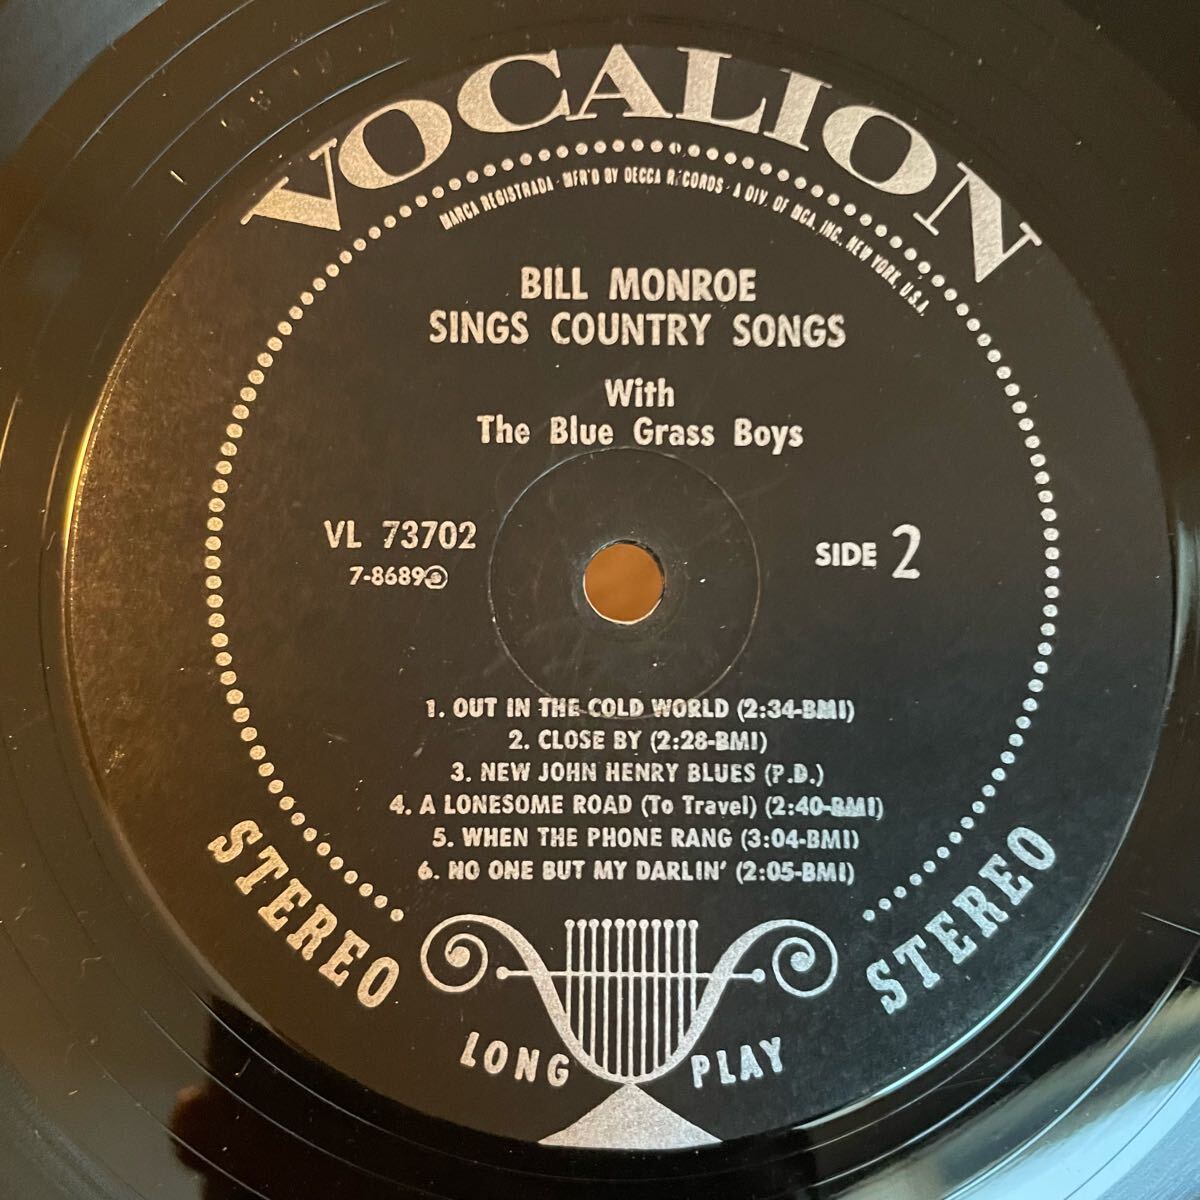 VOCALION
MARCA REGISTRADA · MFR'D BY DECCA RECORDS · A DIV. OF MCA, INC., NEW YORK, U.S.A.
BILL MONROE
SINGS COUNTRY SONGS
With
The Blue Grass Boys
VL 73702
7-8689
SIDE 2
1. OUT IN THE COLD WORLD (2:34-BMI)
2. CLOSE BY (2:28-BMI)
3. NEW JOHN HENRY BLUES (P.D.)
4. A LONESOME ROAD (To Travel) (2:40-BMI)
5. WHEN THE PHONE RANG (3:04-BMI)
6. NO ONE BUT MY DARLIN' (2:05-BMI)
STEREO
STEREO
LONG PLAY